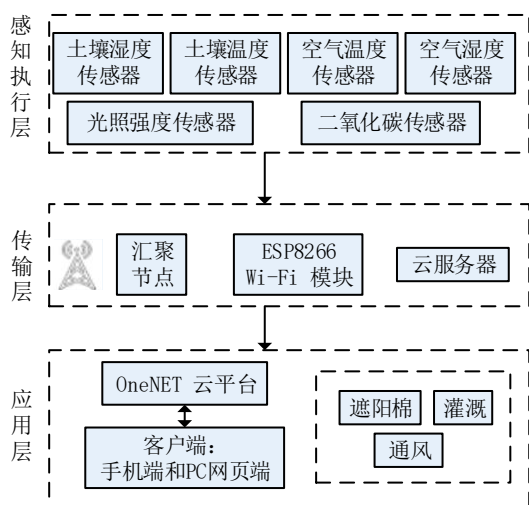 感知执行层
土壤湿度
传感器
土壤温度
传感器
空气温度
传感器
空气湿度
传感器
光照强度传感器
二氧化碳传感器
传输层
汇聚
节点
ESP8266
Wi-Fi 模块
云服务器
应用层
OneNET 云平台
客户端:
手机端和PC网页端
遮阳棉
灌溉
通风